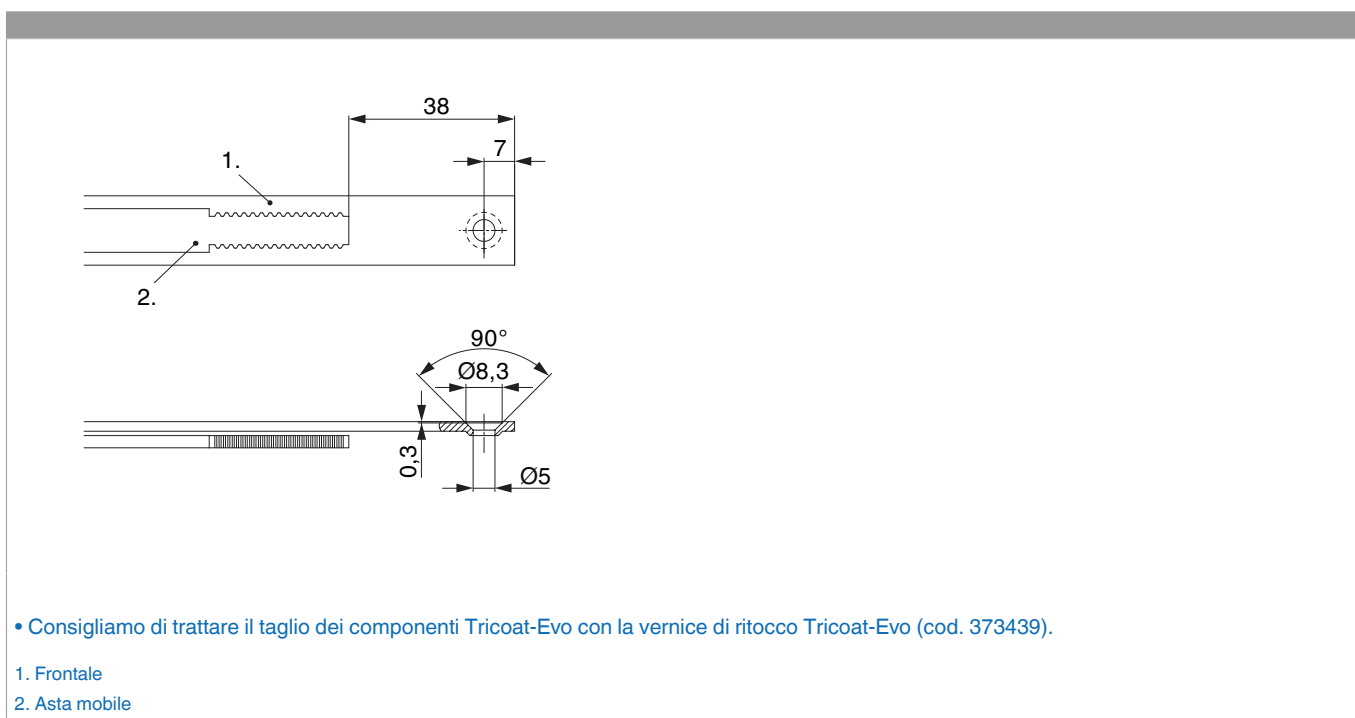 38
7
1.
2.
90°
Ø8,3
0,3
Ø5
• Consigliamo di trattare il taglio dei componenti Tricoat-Evo con la vernice di ritocco Tricoat-Evo (cod. 373439).
1. Frontale
2. Asta mobile